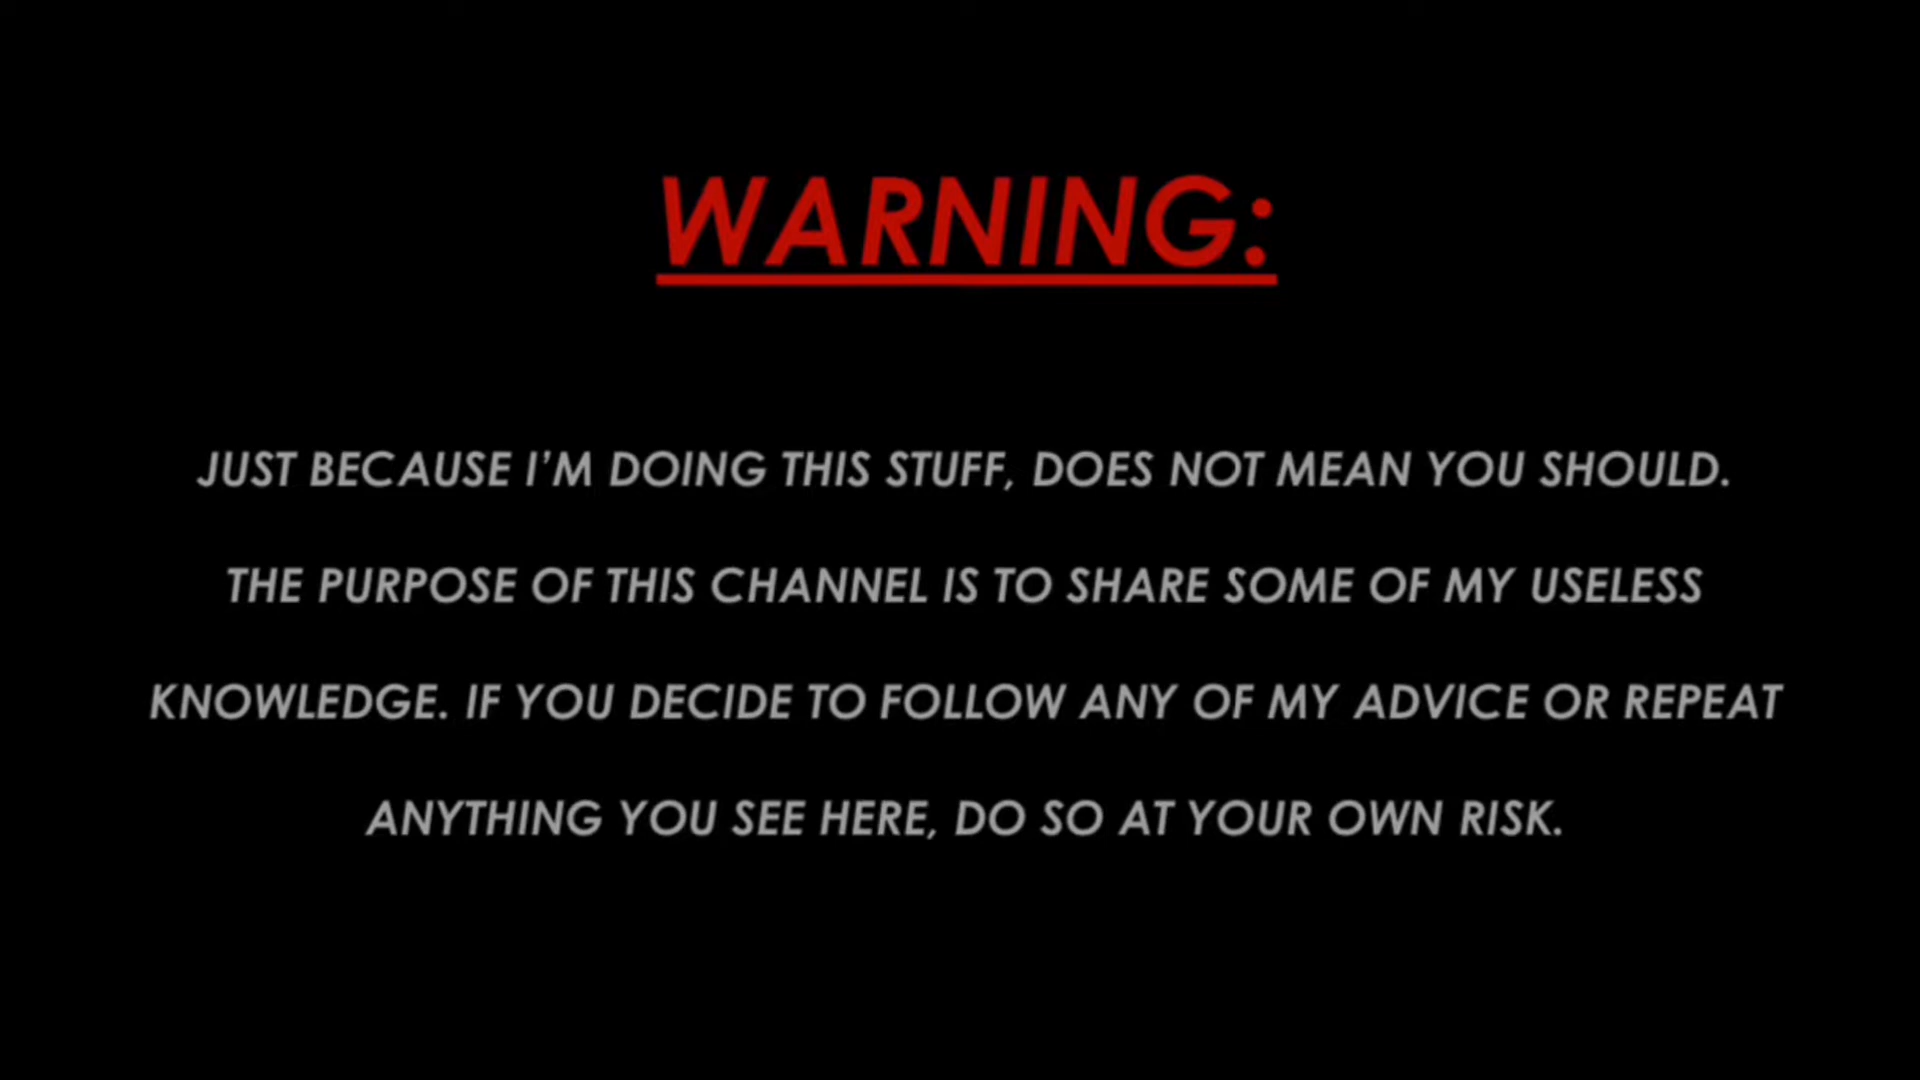 WARNING:
JUST BECAUSE I’M DOING THIS STUFF, DOES NOT MEAN YOU SHOULD.
THE PURPOSE OF THIS CHANNEL IS TO SHARE SOME OF MY USELESS
KNOWLEDGE. IF YOU DECIDE TO FOLLOW ANY OF MY ADVICE OR REPEAT
ANYTHING YOU SEE HERE, DO SO AT YOUR OWN RISK.